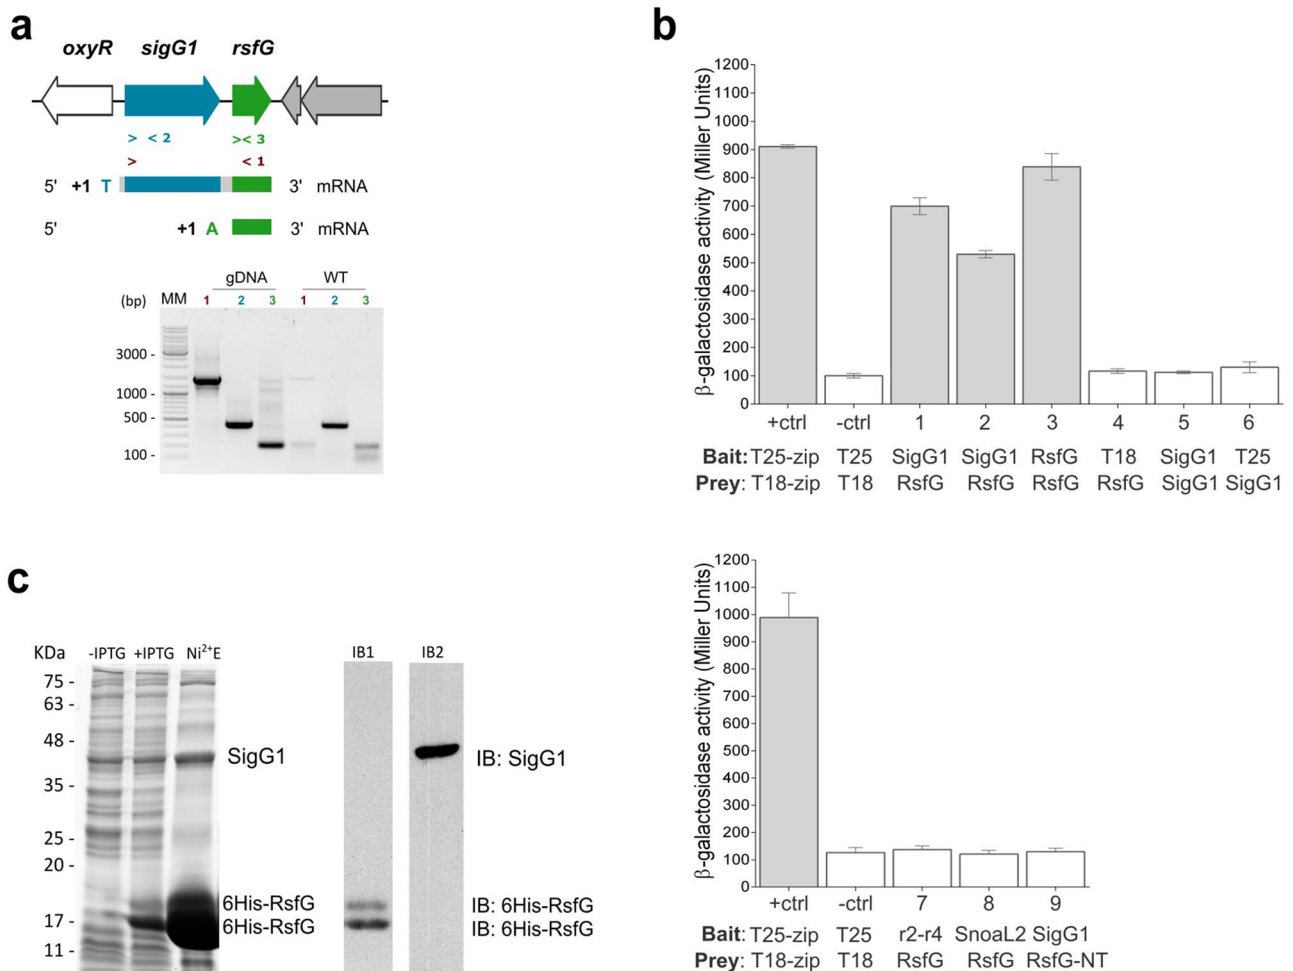 a
oxyR sigG1 rsfG
> < 2 >< 3
> < 1
5' +1 T 3' mRNA
5' +1 A 3' mRNA
gDNA WT
(bp) MM 1 2 3 1 2 3
3000 -
1000 -
500 -
100 -
b
β-galactosidase activity (Miller Units)
1200
1100
1000
900
800
700
600
500
400
300
200
100
0
+ctrl -ctrl 1 2 3 4 5 6
Bait: T25-zip T25 SigG1 SigG1 RsfG T18 SigG1 T25
Prey: T18-zip T18 RsfG RsfG RsfG RsfG SigG1 SigG1
β-galactosidase activity (Miller Units)
1200
1100
1000
900
800
700
600
500
400
300
200
100
0
+ctrl -ctrl 7 8 9
Bait: T25-zip T25 r2-r4 SnoaL2 SigG1
Prey: T18-zip T18 RsfG RsfG RsfG-NT
c
KDa -IPTG +IPTG Ni²⁺E IB1 IB2
75 -
63 -
48 -
SigG1 IB: SigG1
35 -
25 -
20 -
6His-RsfG IB: 6His-RsfG
17 - 6His-RsfG IB: 6His-RsfG
11 -